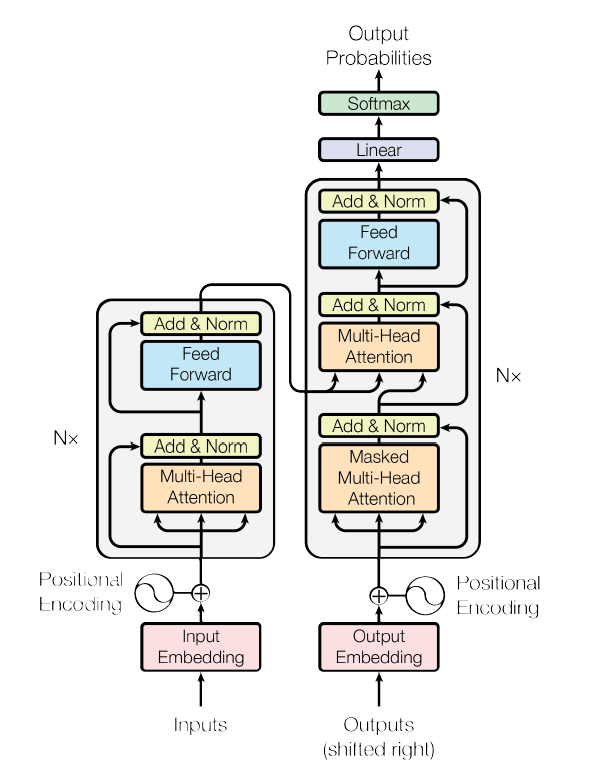 Output
Probabilities
Softmax
Linear
Add & Norm
Feed
Forward
Add & Norm
Multi-Head
Attention
Add & Norm
Masked
Multi-Head
Attention
N×
Add & Norm
Feed
Forward
Add & Norm
Multi-Head
Attention
N×
Positional
Encoding
Positional
Encoding
Input
Embedding
Output
Embedding
Inputs
Outputs
(shifted right)